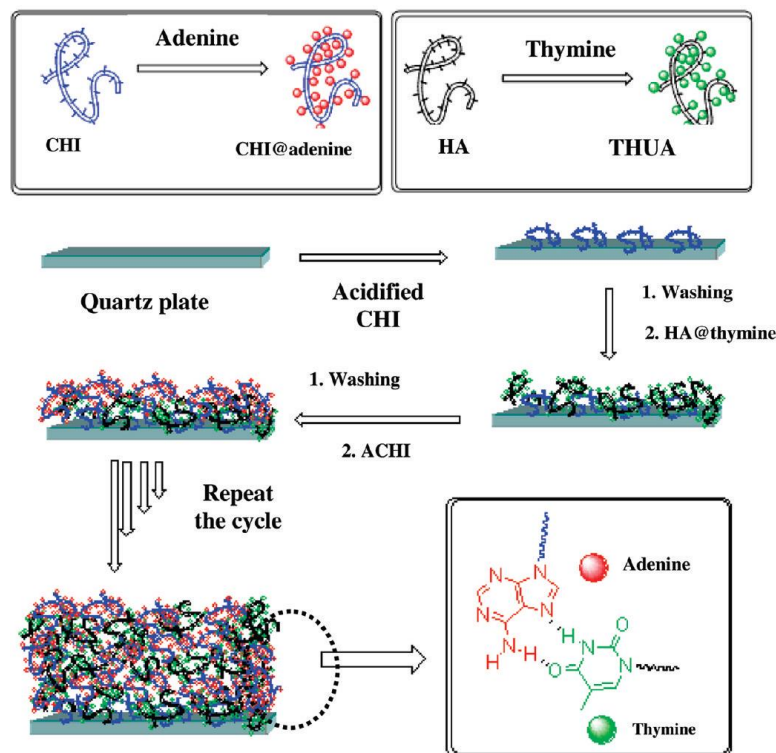 Adenine
CHI
CHI@adenine
Thymine
HA
THUA
Quartz plate
Acidified
CHI
1. Washing
2. HA@thymine
1. Washing
2. ACHI
Repeat
the cycle
Adenine
N
N
N
N
N
N
H
H
H
N
O
O
N
Thymine